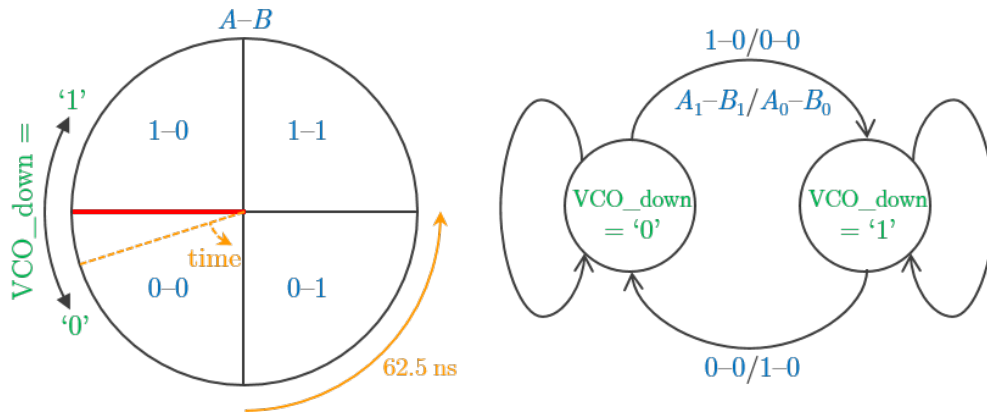 A–B
‘1’
1–0
1–1
VCO_down =
time
0–0
0–1
‘0’
62.5 ns
1–0/0–0
A₁–B₁/A₀–B₀
VCO_down
= ‘0’
VCO_down
= ‘1’
0–0/1–0